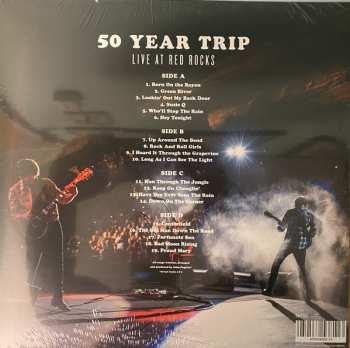 50 YEAR TRIP
LIVE AT RED ROCKS
SIDE A
1. Born On the Bayou
2. Green River
3. Lookin' Out My Back Door
4. Susie Q
5. Who'll Stop The Rain
6. Hey Tonight
SIDE B
7. Up Around The Bend
8. Rock And Roll Girls
9. I Heard It Through the Grapevine
10. Long As I Can See The Light
SIDE C
11. Run Through The Jungle
12. Keep On Chooglin'
13. Have You Ever Seen The Rain
14. Down On The Corner
SIDE D
15. Centerfield
16. The Old Man Down The Road
17. Fortunate Son
18. Bad Moon Rising
19. Proud Mary